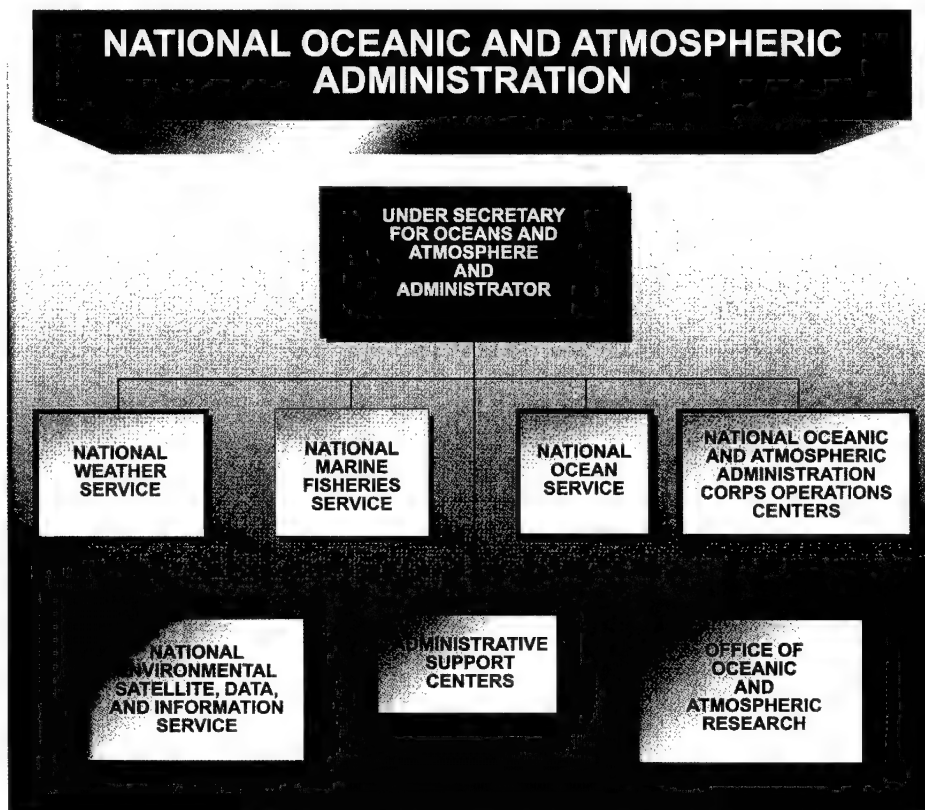 NATIONAL OCEANIC AND ATMOSPHERIC
ADMINISTRATION
UNDER SECRETARY
FOR OCEANS AND
ATMOSPHERE
AND
ADMINISTRATOR
NATIONAL
WEATHER
SERVICE
NATIONAL
MARINE
FISHERIES
SERVICE
NATIONAL
OCEAN
SERVICE
NATIONAL OCEANIC
AND ATMOSPHERIC
ADMINISTRATION
CORPS OPERATIONS
CENTERS
NATIONAL
ENVIRONMENTAL
SATELLITE, DATA,
AND INFORMATION
SERVICE
ADMINISTRATIVE
SUPPORT
CENTERS
OFFICE OF
OCEANIC
AND
ATMOSPHERIC
RESEARCH